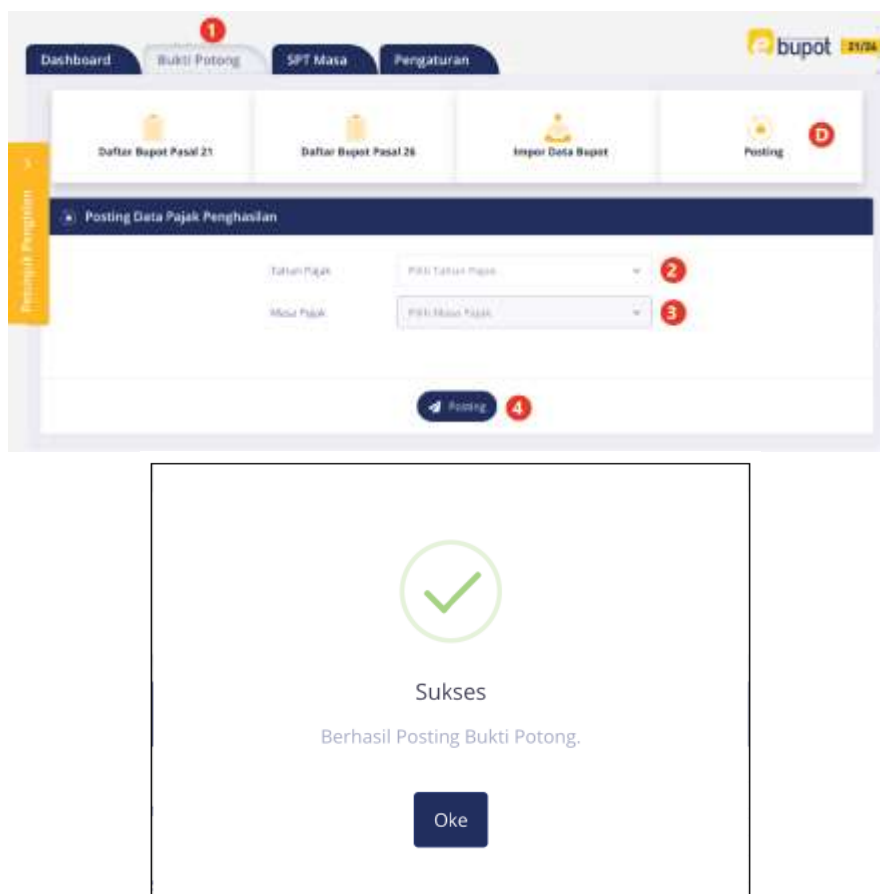 1
Dashboard
Bukti Potong
SPT Masa
Pengaturan
e bupot 21/26
Daftar Bupot Pasal 21
Daftar Bupot Pasal 26
Impor Data Bupot
Posting
D
Petunjuk Pengisian
Posting Data Pajak Penghasilan
Tahun Pajak
Pilih Tahun Pajak
2
Masa Pajak
Pilih Masa Pajak
3
Posting
4
Sukses
Berhasil Posting Bukti Potong.
Oke